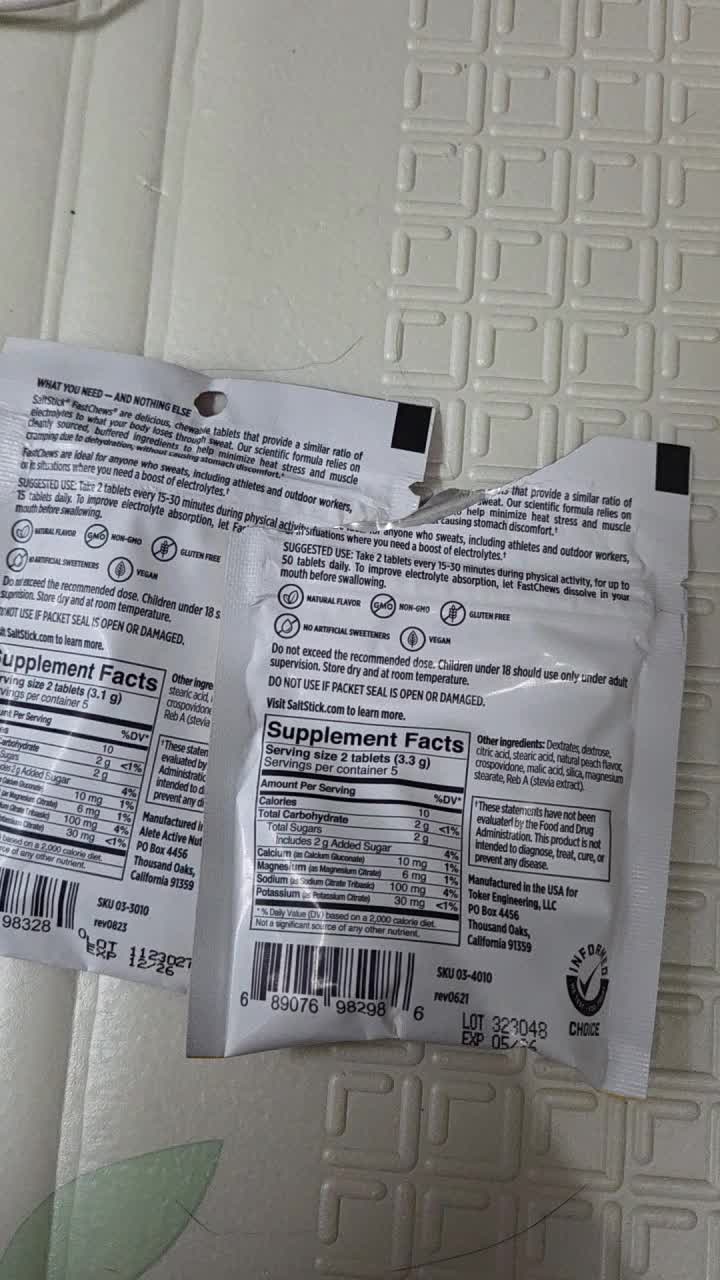 WHAT YOU NEED — AND NOTHING ELSE
SaltStick® FastChews® are delicious, chewable tablets that provide a similar ratio of
electrolytes to what your body loses through sweat. Our scientific formula relies on
cleanly sourced, buffered ingredients to help minimize heat stress and muscle
cramping due to dehydration, without causing stomach discomfort.†
FastChews are ideal for anyone who sweats, including athletes and outdoor workers,
or in situations where you need a boost of electrolytes.†
SUGGESTED USE: Take 2 tablets every 15-30 minutes during physical activity,
15 tablets daily. To improve electrolyte absorption, let
mouth before swallowing.
NATURAL FLAVOR GMO NON-GMO GLUTEN FREE
NO ARTIFICIAL SWEETENERS VEGAN
Do not exceed the recommended dose. Children under 18
supervision. Store dry and at room temperature.
NOT USE IF PACKET SEAL IS OPEN OR DAMAGED.
SaltStick.com to learn more.
Supplement Facts
size 2 tablets (3.1 g)
per container 5
Per Serving
%DV*
10
2 g <1%
2 g
2 g Added Sugar 4%
10 mg 1%
6 mg 1%
100 mg 4%
30 mg <1%
based on a 2,000 calorie diet.
of any other nutrient.
Other
stearic acid,
crospovidone
Reb A (stevia
†These
evaluated by
intended to
prevent any
Manufactured
Alete Active
PO Box 4456
Thousand Oaks,
California 91359
98328 0
SKU 03-3010
rev0823
LOT 1123027
EXP 12/26
that provide a similar ratio of
sweat. Our scientific formula relies on
help minimize heat stress and muscle
causing stomach discomfort.†
anyone who sweats, including athletes and outdoor workers,
situations where you need a boost of electrolytes.†
SUGGESTED USE: Take 2 tablets every 15-30 minutes during physical activity, for up to
50 tablets daily. To improve electrolyte absorption, let FastChews dissolve in your
mouth before swallowing.
NATURAL FLAVOR GMO NON-GMO GLUTEN FREE
NO ARTIFICIAL SWEETENERS VEGAN
Do not exceed the recommended dose. Children under 18 should use only under adult
supervision. Store dry and at room temperature.
DO NOT USE IF PACKET SEAL IS OPEN OR DAMAGED.
Visit SaltStick.com to learn more.
Supplement Facts
Serving size 2 tablets (3.3 g)
Servings per container 5
Amount Per Serving
%DV*
Calories 10
Total Carbohydrate 2 g <1%
Total Sugars 2 g
Includes 2 g Added Sugar 4%
Calcium (as Calcium Gluconate) 10 mg 1%
Magnesium (as Magnesium Citrate) 6 mg 1%
Sodium (as Sodium Citrate Tribasic) 100 mg 4%
Potassium (as Potassium Citrate) 30 mg <1%
* % Daily Value (DV) based on a 2,000 calorie diet.
Not a significant source of any other nutrient.
Other ingredients: Dextrates, dextrose,
citric acid, stearic acid, natural peach flavor,
crospovidone, malic acid, silica, magnesium
stearate, Reb A (stevia extract).
†These statements have not been
evaluated by the Food and Drug
Administration. This product is not
intended to diagnose, treat, cure, or
prevent any disease.
Manufactured in the USA for
Toker Engineering, LLC
PO Box 4456
Thousand Oaks,
California 91359
6 89076 98298 6
SKU 03-4010
rev0621
LOT 323048
EXP 05/
INFORMED
CHOICE